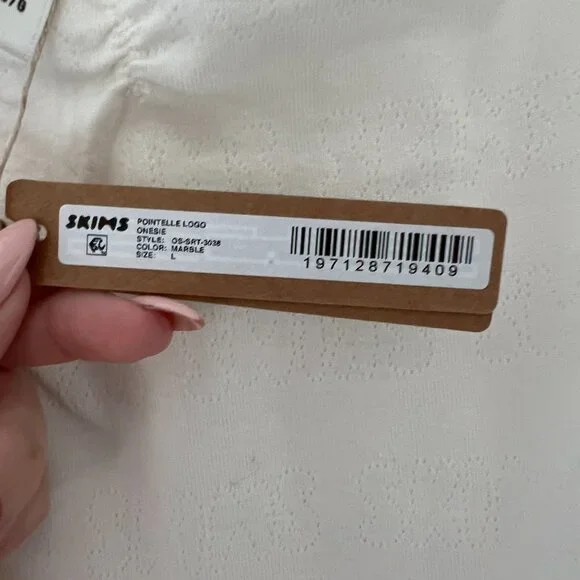 SKIMS
POINTELLE LOGO
ONESIE
STYLE: OS-SRT-3038
COLOR: MARBLE
SIZE: L
197128719409